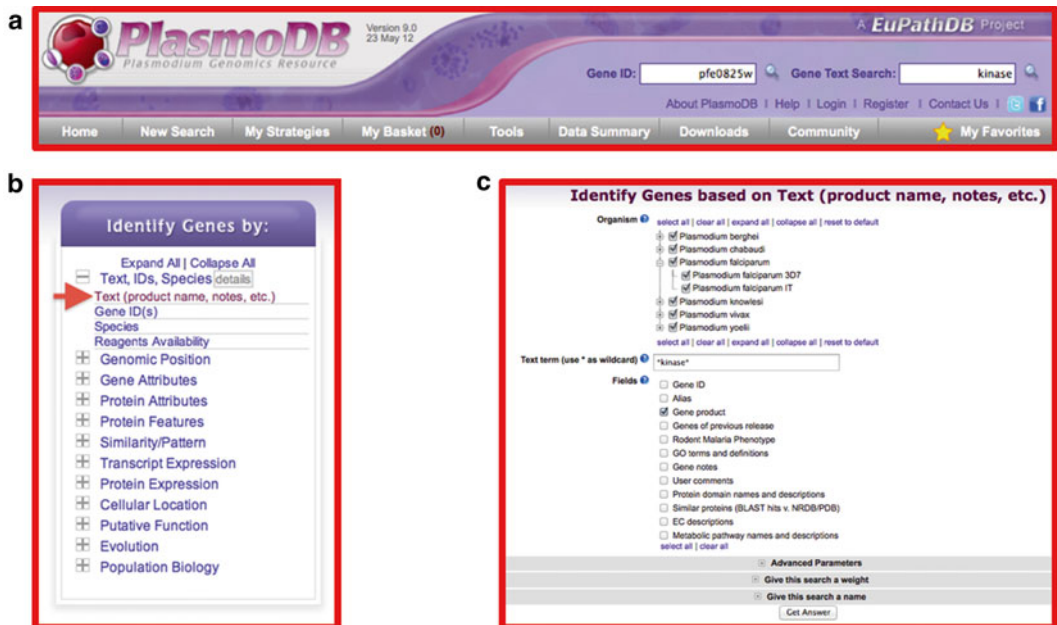 a
PlasmoDB
Plasmodium Genomics Resource
Version 9.0
23 May 12
A EuPathDB Project
Gene ID: pfe0825w Gene Text Search: kinase
About PlasmoDB | Help | Login | Register | Contact Us |
Home New Search My Strategies My Basket (0) Tools Data Summary Downloads Community My Favorites
b
Identify Genes by:
Expand All | Collapse All
Text, IDs, Species details
Text (product name, notes, etc.)
Gene ID(s)
Species
Reagents Availability
Genomic Position
Gene Attributes
Protein Attributes
Protein Features
Similarity/Pattern
Transcript Expression
Protein Expression
Cellular Location
Putative Function
Evolution
Population Biology
c
Identify Genes based on Text (product name, notes, etc.)
Organism select all | clear all | expand all | collapse all | reset to default
Plasmodium berghei
Plasmodium chabaudi
Plasmodium falciparum
Plasmodium falciparum 3D7
Plasmodium falciparum IT
Plasmodium knowlesi
Plasmodium vivax
Plasmodium yoelii
select all | clear all | expand all | collapse all | reset to default
Text term (use * as wildcard) *kinase*
Fields
Gene ID
Alias
Gene product
Genes of previous release
Rodent Malaria Phenotype
GO terms and definitions
Gene notes
User comments
Protein domain names and descriptions
Similar proteins (BLAST hits v. NRDB/PDB)
EC descriptions
Metabolic pathway names and descriptions
select all | clear all
Advanced Parameters
Give this search a weight
Give this search a name
Get Answer